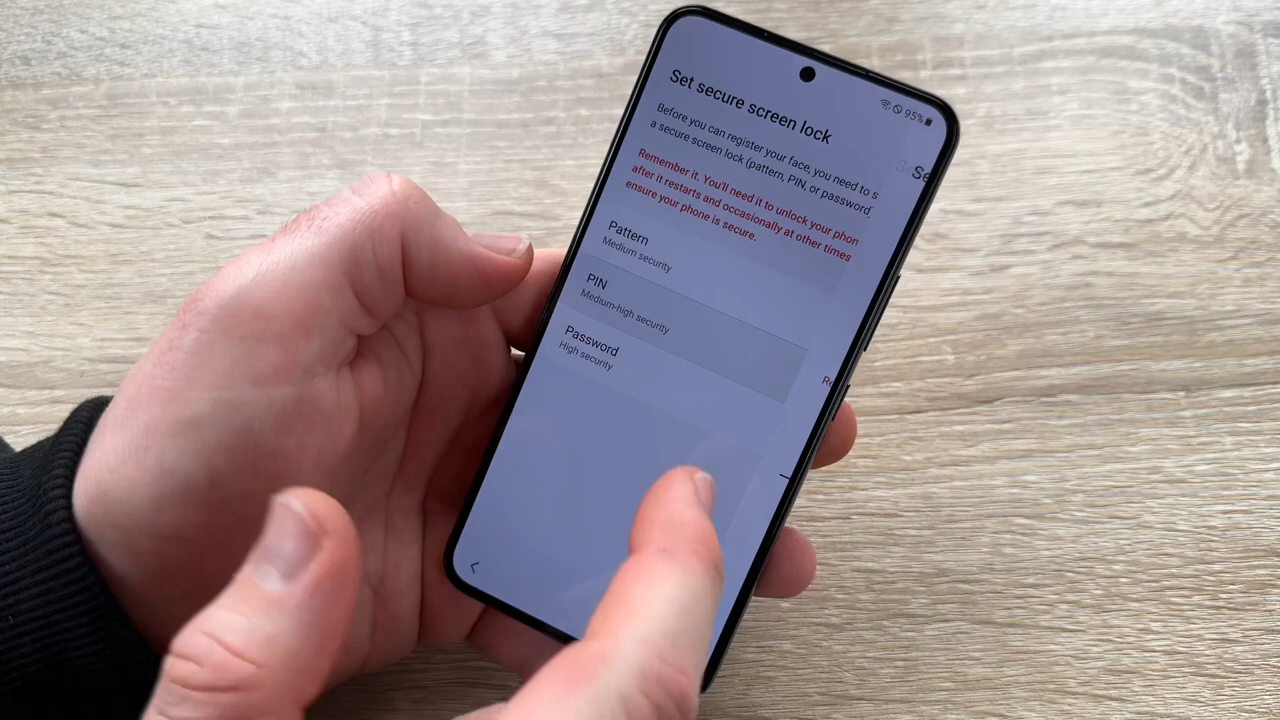 95%
Set secure screen lock
Se
Before you can register your face, you need to s
a secure screen lock (pattern, PIN, or password
Remember it. You'll need it to unlock your phon
after it restarts and occasionally at other times
ensure your phone is secure.
Pattern
Medium security
PIN
Medium-high security
Re
Password
High security